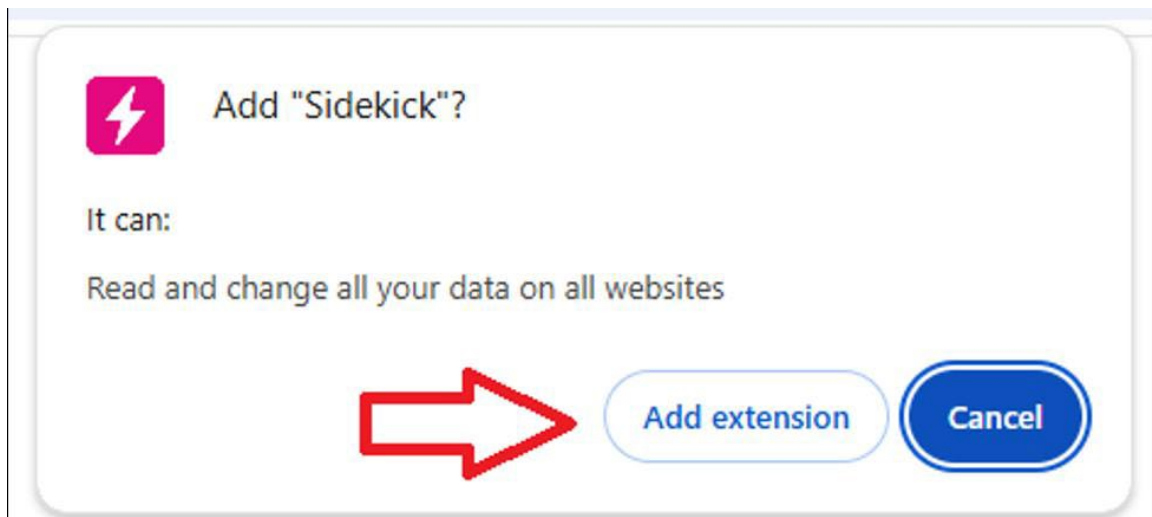 Add "Sidekick"?
It can:
Read and change all your data on all websites
Add extension
Cancel